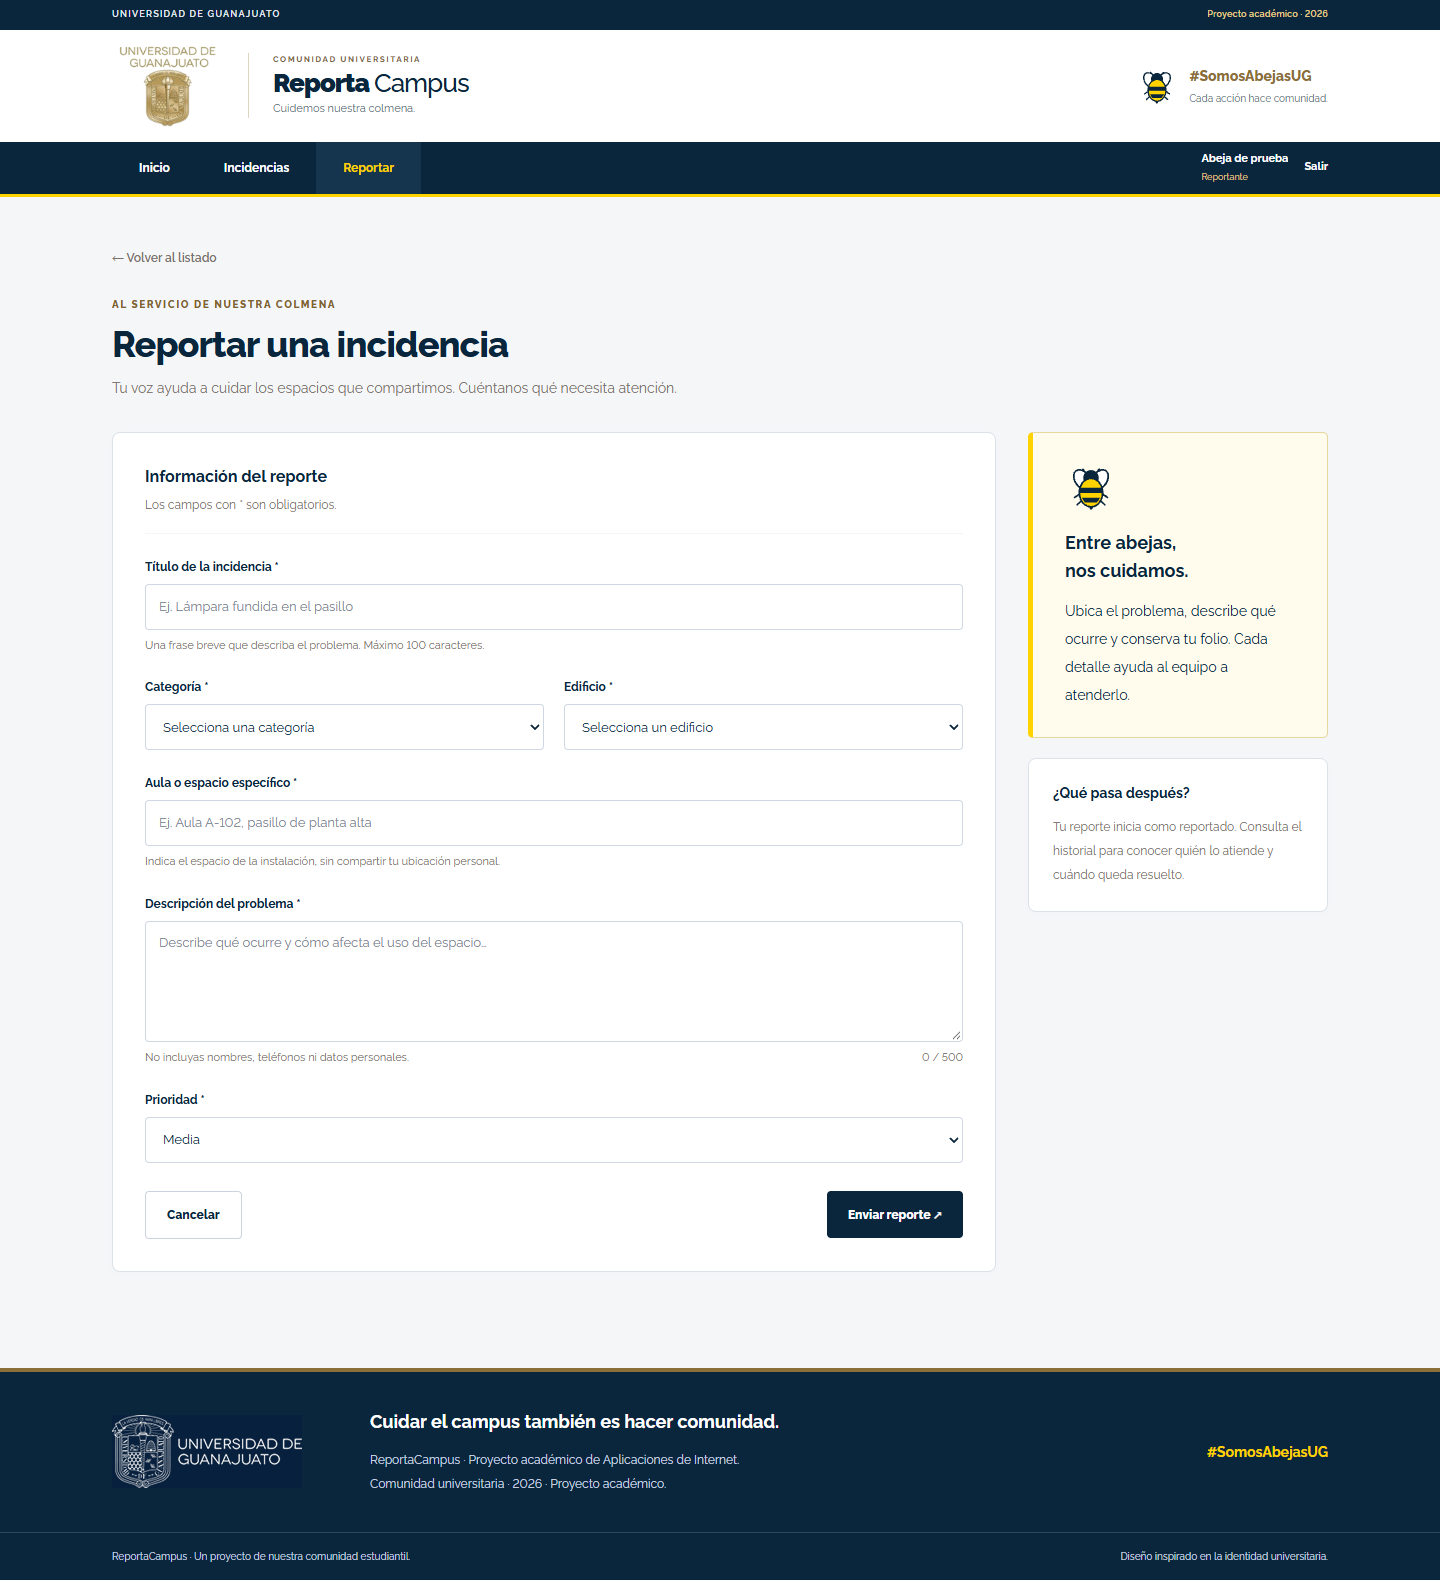 UNIVERSIDAD DE GUANAJUATO
Proyecto académico · 2026
UNIVERSIDAD DE
GUANAJUATO
COMUNIDAD UNIVERSITARIA
Reporta Campus
Cuidemos nuestra colmena.
#SomosAbejasUG
Cada acción hace comunidad.
Inicio
Incidencias
Reportar
Abeja de prueba
Reportante
Salir
← Volver al listado
AL SERVICIO DE NUESTRA COLMENA
Reportar una incidencia
Tu voz ayuda a cuidar los espacios que compartimos. Cuéntanos qué necesita atención.
Información del reporte
Los campos con * son obligatorios.
Título de la incidencia *
Ej. Lámpara fundida en el pasillo
Una frase breve que describa el problema. Máximo 100 caracteres.
Categoría *
Edificio *
Selecciona una categoría
Selecciona un edificio
Aula o espacio específico *
Ej. Aula A-102, pasillo de planta alta
Indica el espacio de la instalación, sin compartir tu ubicación personal.
Descripción del problema *
Describe qué ocurre y cómo afecta el uso del espacio...
No incluyas nombres, teléfonos ni datos personales.
0 / 500
Prioridad *
Media
Cancelar
Enviar reporte ↗
Entre abejas,
nos cuidamos.
Ubica el problema, describe qué
ocurre y conserva tu folio. Cada
detalle ayuda al equipo a
atenderlo.
¿Qué pasa después?
Tu reporte inicia como reportado. Consulta el
historial para conocer quién lo atiende y
cuándo queda resuelto.
UNIVERSIDAD DE
GUANAJUATO
Cuidar el campus también es hacer comunidad.
ReportaCampus · Proyecto académico de Aplicaciones de Internet.
Comunidad universitaria · 2026 · Proyecto académico.
#SomosAbejasUG
ReportaCampus · Un proyecto de nuestra comunidad estudiantil.
Diseño inspirado en la identidad universitaria.